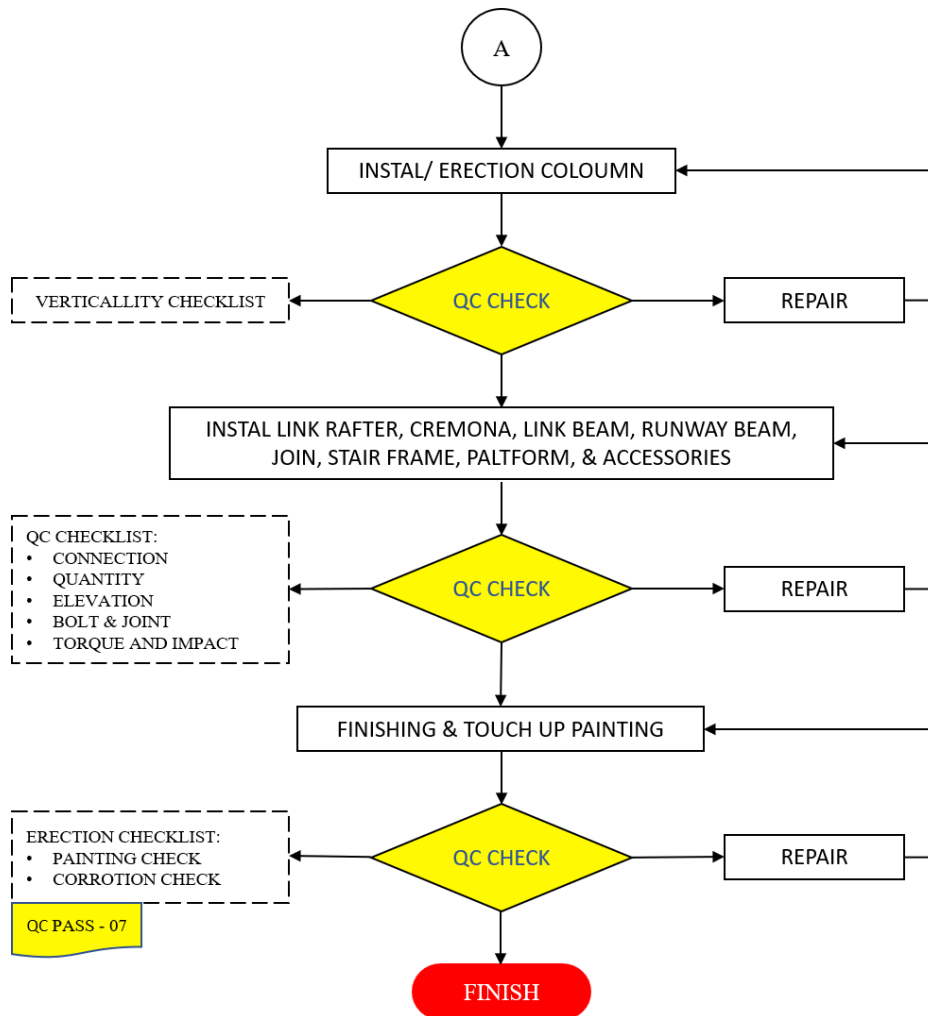 A
INSTAL/ ERECTION COLOUMN
VERTICALLITY CHECKLIST
QC CHECK
REPAIR
INSTAL LINK RAFTER, CREMONA, LINK BEAM, RUNWAY BEAM,
JOIN, STAIR FRAME, PALTFORM, & ACCESSORIES
QC CHECKLIST:
• CONNECTION
• QUANTITY
• ELEVATION
• BOLT & JOINT
• TORQUE AND IMPACT
QC CHECK
REPAIR
FINISHING & TOUCH UP PAINTING
ERECTION CHECKLIST:
• PAINTING CHECK
• CORROTION CHECK
QC CHECK
REPAIR
QC PASS - 07
FINISH